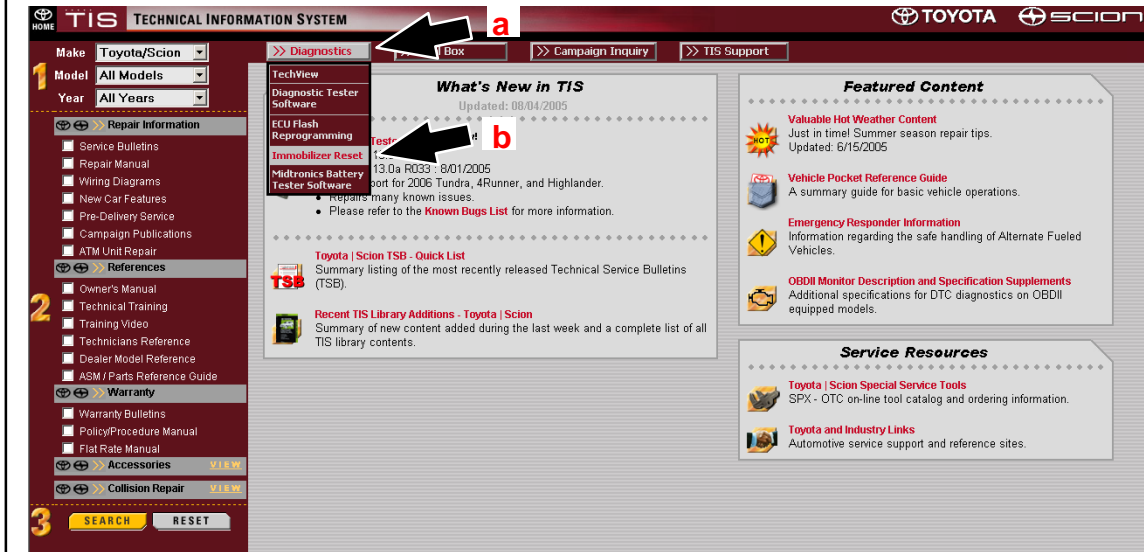 HOME TIS TECHNICAL INFORMATION SYSTEM
TOYOTA SCION
a
Make Toyota/Scion
Model All Models
Year All Years
1
>> Diagnostics
Box
>> Campaign Inquiry
>> TIS Support
TechView
Diagnostic Tester
Software
ECU Flash
Reprogramming
Immobilizer Reset
Midtronics Battery
Tester Software
b
>> Repair Information
Service Bulletins
Repair Manual
Wiring Diagrams
New Car Features
Pre-Delivery Service
Campaign Publications
ATM Unit Repair
>> References
Owner's Manual
Technical Training
2
Training Video
Technicians Reference
Dealer Model Reference
ASM / Parts Reference Guide
>> Warranty
Warranty Bulletins
Policy/Procedure Manual
Flat Rate Manual
>> Accessories VIEW
>> Collision Repair VIEW
3
SEARCH RESET
What's New in TIS
Updated: 08/04/2005
13.0a R033 : 8/01/2005
for 2006 Tundra, 4Runner, and Highlander.
• Repairs many known issues.
• Please refer to the Known Bugs List for more information.
Toyota | Scion TSB - Quick List
Summary listing of the most recently released Technical Service Bulletins
(TSB).
TSB
Recent TIS Library Additions - Toyota | Scion
Summary of new content added during the last week and a complete list of all
TIS library contents.
Featured Content
HOT
Valuable Hot Weather Content
Just in time! Summer season repair tips.
Updated: 6/15/2005
Vehicle Pocket Reference Guide
A summary guide for basic vehicle operations.
Emergency Responder Information
Information regarding the safe handling of Alternate Fueled
Vehicles.
OBDII Monitor Description and Specification Supplements
Additional specifications for DTC diagnostics on OBDII
equipped models.
Service Resources
Toyota | Scion Special Service Tools
SPX - OTC on-line tool catalog and ordering information.
Toyota and Industry Links
Automotive service support and reference sites.